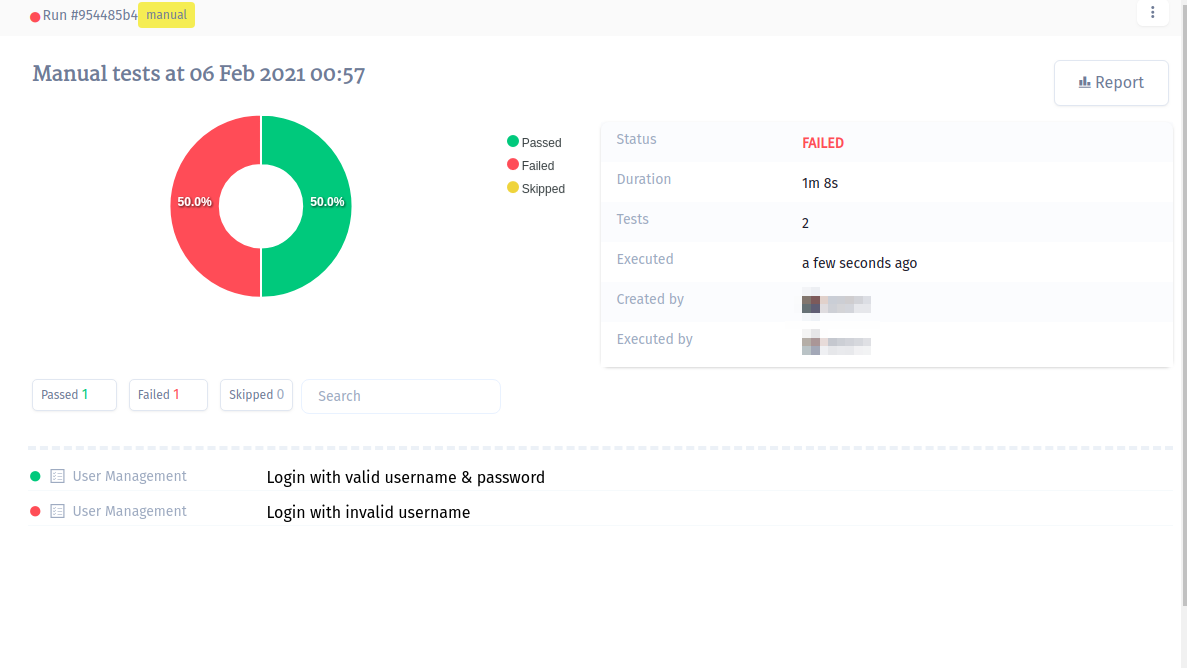 Run #954485b4 manual
Manual tests at 06 Feb 2021 00:57
Report
50.0% 50.0%
Passed
Failed
Skipped
Status FAILED
Duration 1m 8s
Tests 2
Executed a few seconds ago
Created by
Executed by
Passed 1 Failed 1 Skipped 0 Search
User Management Login with valid username & password
User Management Login with invalid username